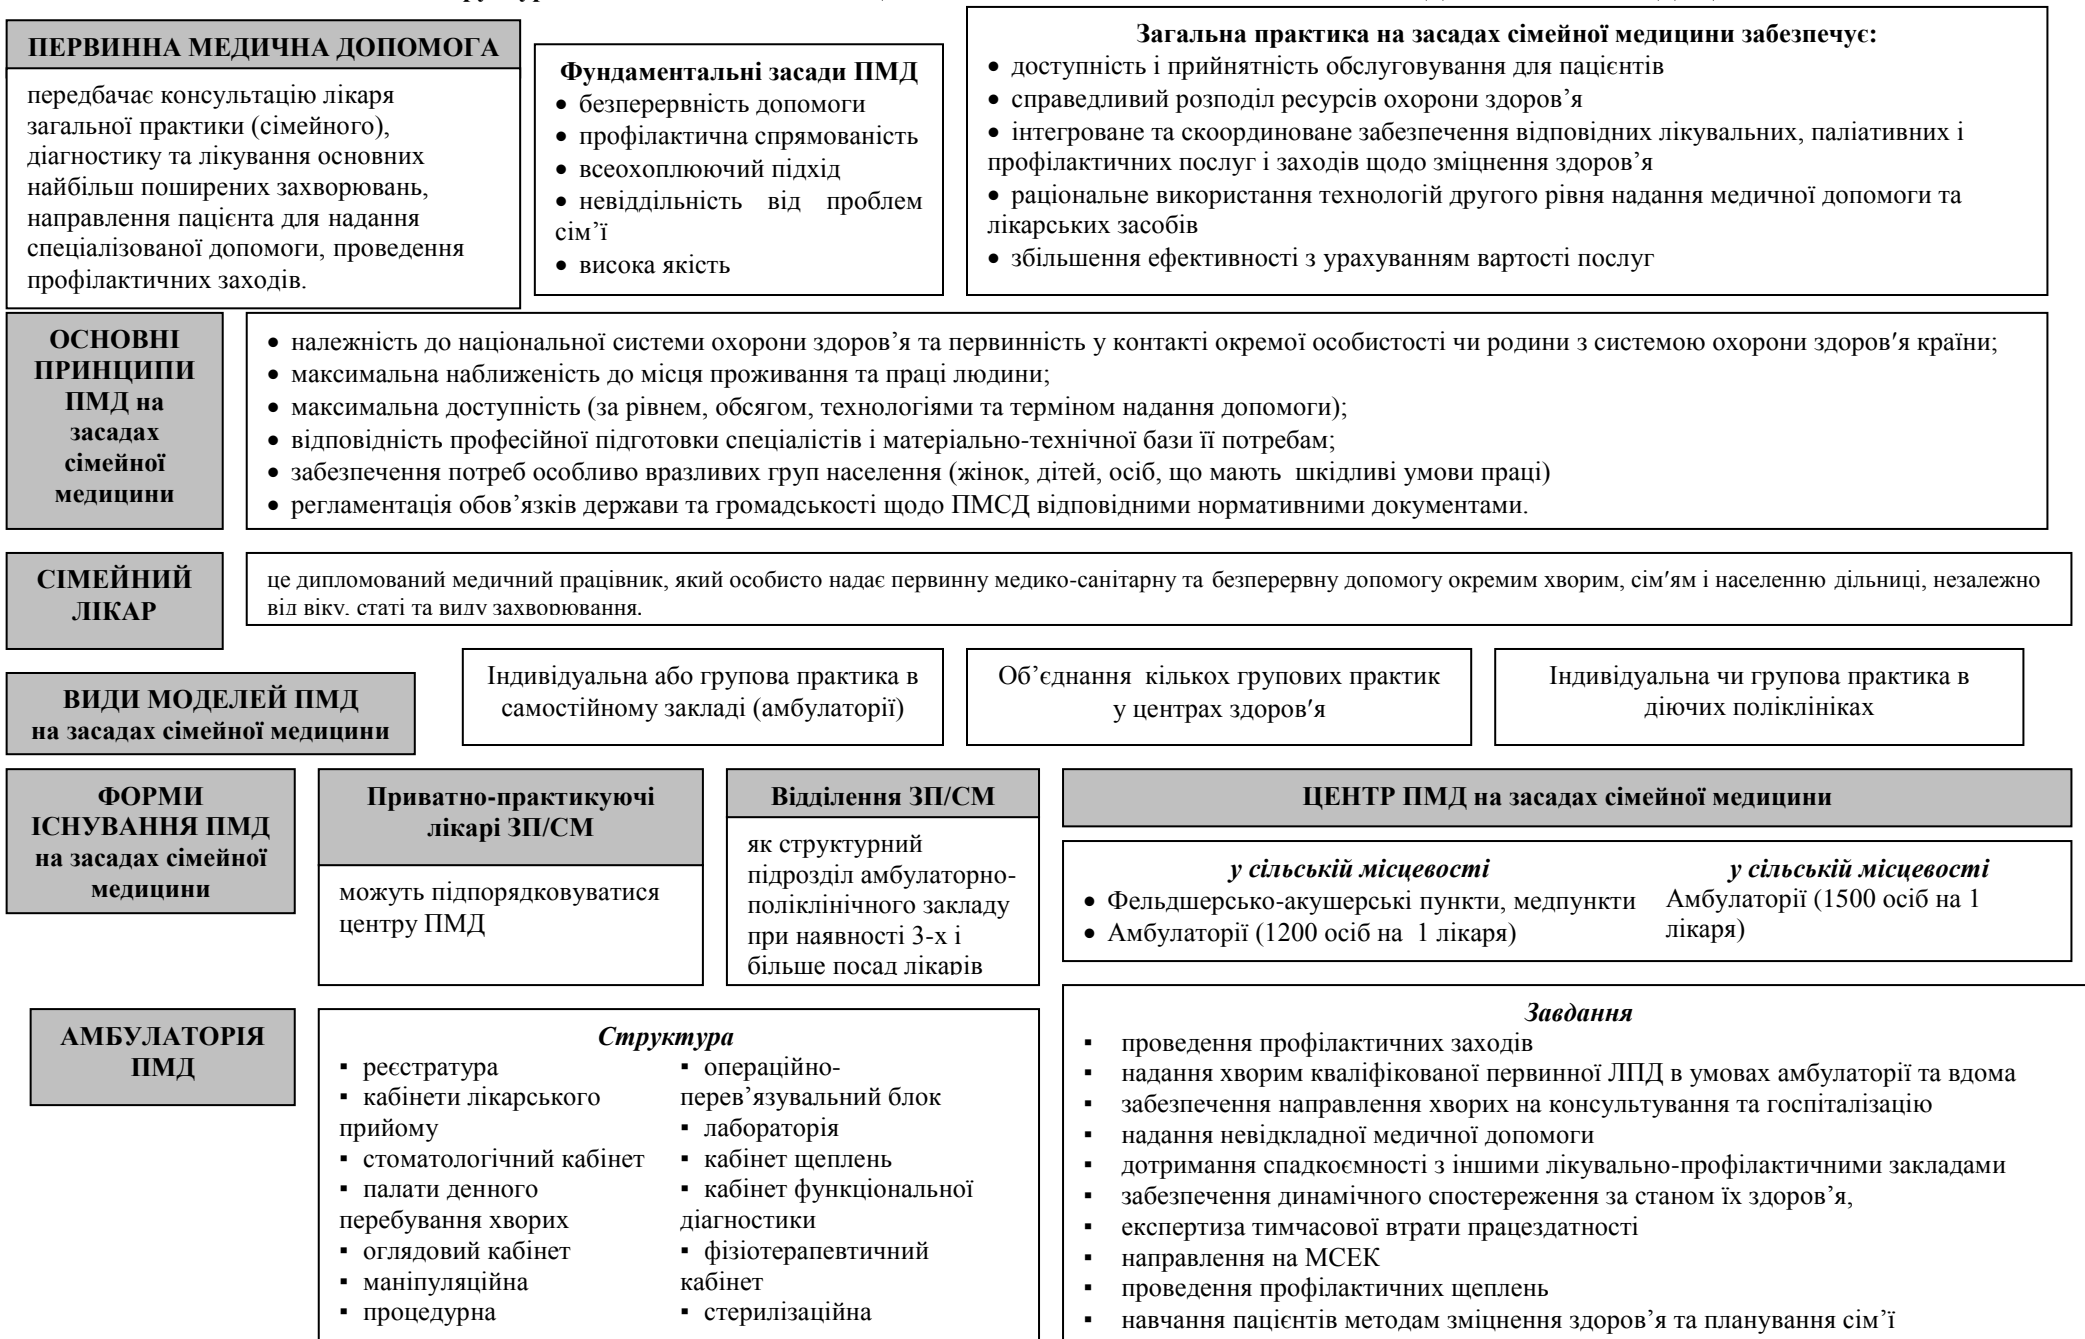 ПЕРВИННА МЕДИЧНА ДОПОМОГА
передбачає консультацію лікаря
загальної практики (сімейного),
діагностику та лікування основних
найбільш поширених захворювань,
направлення пацієнта для надання
спеціалізованої допомоги, проведення
профілактичних заходів.
Фундаментальні засади ПМД
• безперервність допомоги
• профілактична спрямованість
• всеохоплюючий підхід
• невіддільність від проблем
сім’ї
• висока якість
Загальна практика на засадах сімейної медицини забезпечує:
• доступність і прийнятність обслуговування для пацієнтів
• справедливий розподіл ресурсів охорони здоров’я
• інтегроване та скоординоване забезпечення відповідних лікувальних, паліативних і
профілактичних послуг і заходів щодо зміцнення здоров’я
• раціональне використання технологій другого рівня надання медичної допомоги та
лікарських засобів
• збільшення ефективності з урахуванням вартості послуг
ОСНОВНІ
ПРИНЦИПИ
ПМД на
засадах
сімейної
медицини
• належність до національної системи охорони здоров’я та первинність у контакті окремої особистості чи родини з системою охорони здоров′я країни;
• максимальна наближеність до місця проживання та праці людини;
• максимальна доступність (за рівнем, обсягом, технологіями та терміном надання допомоги);
• відповідність професійної підготовки спеціалістів і матеріально-технічної бази її потребам;
• забезпечення потреб особливо вразливих груп населення (жінок, дітей, осіб, що мають шкідливі умови праці)
• регламентація обов’язків держави та громадськості щодо ПМСД відповідними нормативними документами.
СІМЕЙНИЙ
ЛІКАР
це дипломований медичний працівник, який особисто надає первинну медико-санітарну та безперервну допомогу окремим хворим, сім′ям і населенню дільниці, незалежно
від віку, статі та виду захворювання.
ВИДИ МОДЕЛЕЙ ПМД
на засадах сімейної медицини
Індивідуальна або групова практика в
самостійному закладі (амбулаторії)
Об’єднання кількох групових практик
у центрах здоров′я
Індивідуальна чи групова практика в
діючих поліклініках
ФОРМИ
ІСНУВАННЯ ПМД
на засадах сімейної
медицини
Приватно-практикуючі
лікарі ЗП/СМ
можуть підпорядковуватися
центру ПМД
Відділення ЗП/СМ
як структурний
підрозділ амбулаторно-
поліклінічного закладу
при наявності 3-х і
більше посад лікарів
ЦЕНТР ПМД на засадах сімейної медицини
у сільській місцевості
• Фельдшерсько-акушерські пункти, медпункти
• Амбулаторії (1200 осіб на 1 лікаря)
у сільській місцевості
Амбулаторії (1500 осіб на 1
лікаря)
АМБУЛАТОРІЯ
ПМД
Структура
▪ реєстратура
▪ кабінети лікарського
прийому
▪ стоматологічний кабінет
▪ палати денного
перебування хворих
▪ оглядовий кабінет
▪ маніпуляційна
▪ процедурна
▪ операційно-
перев’язувальний блок
▪ лабораторія
▪ кабінет щеплень
▪ кабінет функціональної
діагностики
▪ фізіотерапевтичний
кабінет
▪ стерилізаційна
Завдання
▪ проведення профілактичних заходів
▪ надання хворим кваліфікованої первинної ЛПД в умовах амбулаторії та вдома
▪ забезпечення направлення хворих на консультування та госпіталізацію
▪ надання невідкладної медичної допомоги
▪ дотримання спадкоємності з іншими лікувально-профілактичними закладами
▪ забезпечення динамічного спостереження за станом їх здоров’я,
▪ експертиза тимчасової втрати працездатності
▪ направлення на МСЕК
▪ проведення профілактичних щеплень
▪ навчання пацієнтів методам зміцнення здоров’я та планування сім’ї